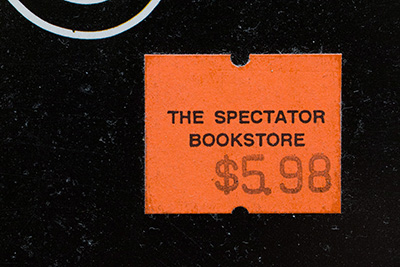 THE SPECTATOR
BOOKSTORE
$5.98